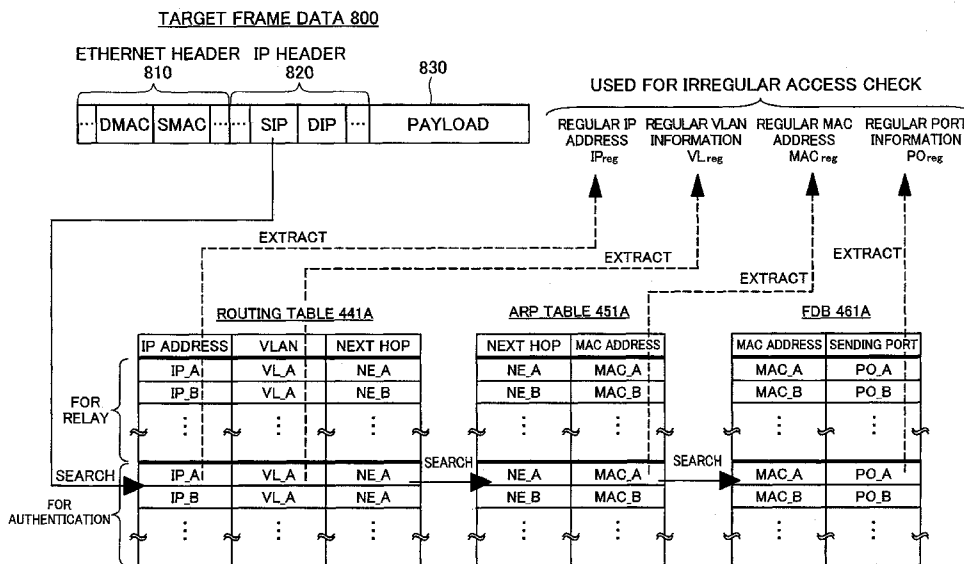 TARGET FRAME DATA 800
ETHERNET HEADER IP HEADER
810 820 830
... DMAC SMAC ... ... SIP DIP ... PAYLOAD
USED FOR IRREGULAR ACCESS CHECK
REGULAR IP ADDRESS IPreg
REGULAR VLAN INFORMATION VLreg
REGULAR MAC ADDRESS MACreg
REGULAR PORT INFORMATION POreg
EXTRACT
EXTRACT
EXTRACT
EXTRACT
ROUTING TABLE 441A
IP ADDRESS VLAN NEXT HOP
IP_A VL_A NE_A
IP_B VL_A NE_B
⋮ ⋮ ⋮
IP_A VL_A NE_A
IP_B VL_A NE_A
⋮ ⋮ ⋮
FOR RELAY
SEARCH
FOR AUTHENTICATION
SEARCH
ARP TABLE 451A
NEXT HOP MAC ADDRESS
NE_A MAC_A
NE_B MAC_B
⋮ ⋮
NE_A MAC_A
NE_B MAC_B
⋮ ⋮
SEARCH
FDB 461A
MAC ADDRESS SENDING PORT
MAC_A PO_A
MAC_B PO_B
⋮ ⋮
MAC_A PO_A
MAC_B PO_B
⋮ ⋮